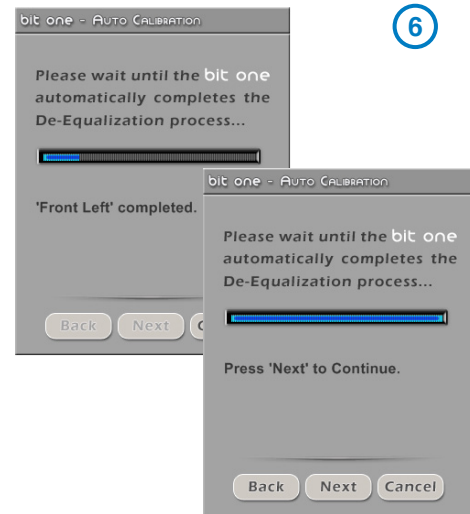 bit one - Auto Calibration
6
Please wait until the bit one
automatically completes the
De-Equalization process...
'Front Left' completed.
Back Next C
bit one - Auto Calibration
Please wait until the bit one
automatically completes the
De-Equalization process...
Press 'Next' to Continue.
Back Next Cancel